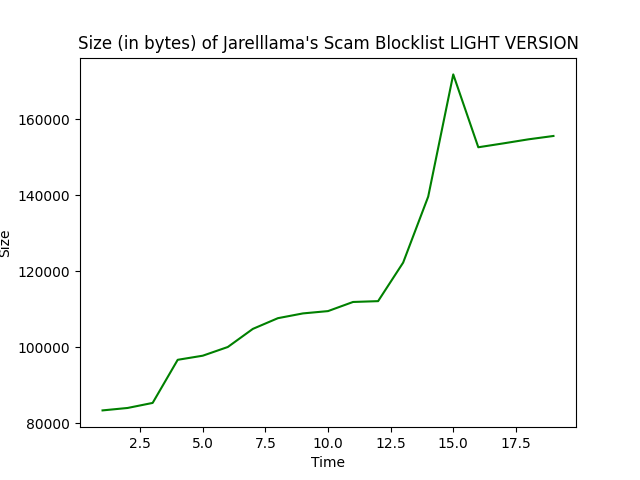 Size (in bytes) of Jarelllama's Scam Blocklist LIGHT VERSION
160000
140000
120000
100000
80000
Size
2.5 5.0 7.5 10.0 12.5 15.0 17.5
Time